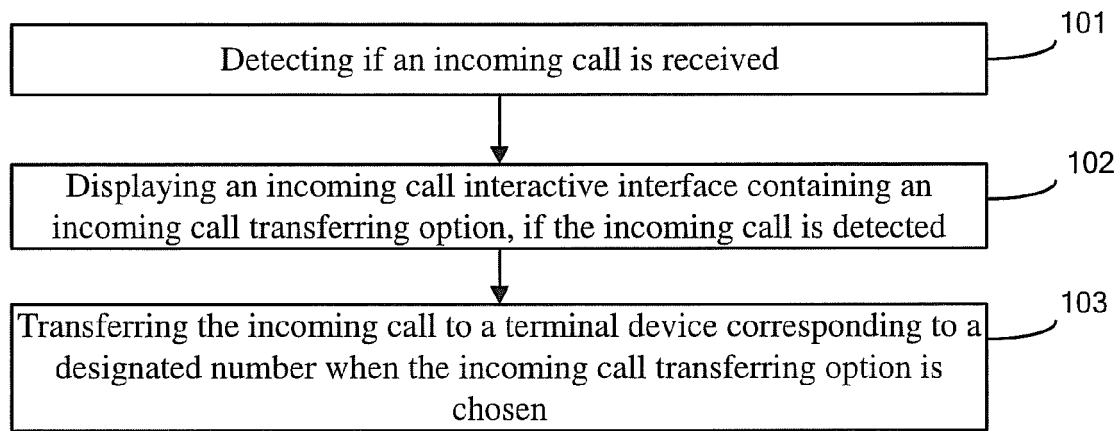 101
Detecting if an incoming call is received
102
Displaying an incoming call interactive interface containing an
incoming call transferring option, if the incoming call is detected
103
Transferring the incoming call to a terminal device corresponding to a
designated number when the incoming call transferring option is
chosen